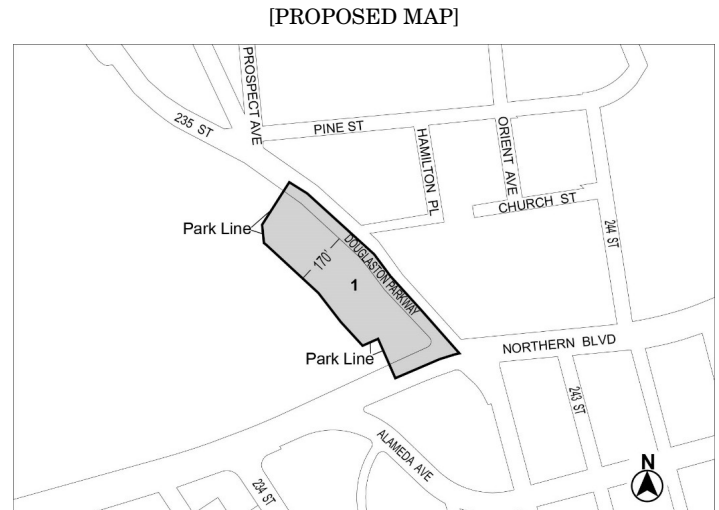 [PROPOSED MAP]
PROSPECT AVE
235 ST
PINE ST
HAMILTON PL
ORIENT AVE
CHURCH ST
244 ST
Park Line
170'
DOUGLASTON PARKWAY
1
NORTHERN BLVD
Park Line
243 ST
ALAMEDA AVE
234 ST
N